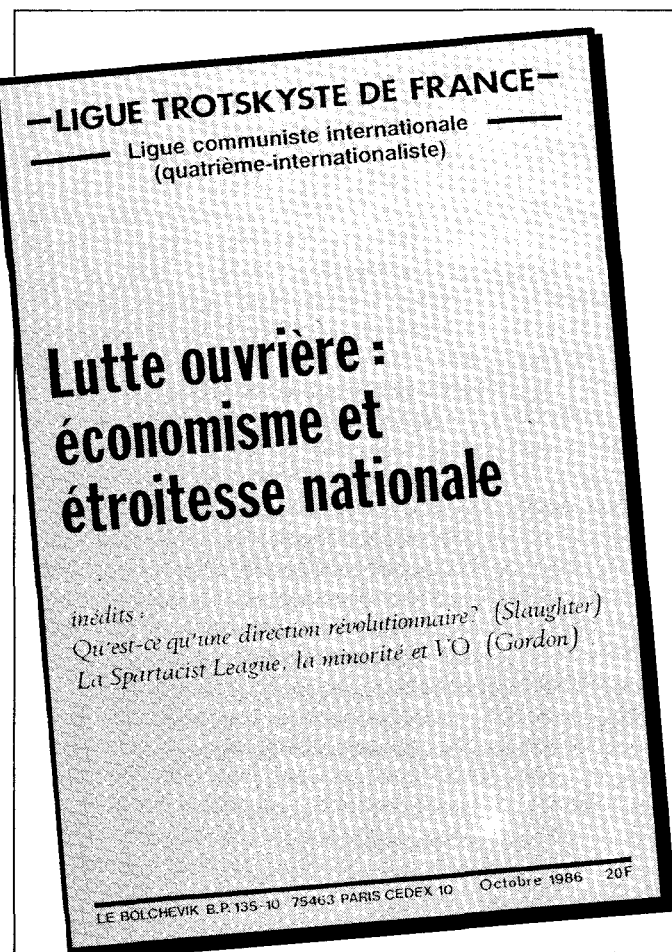 LIGUE TROTSKYSTE DE FRANCE
Ligue communiste internationale
(quatrième-internationaliste)
Lutte ouvrière :
économisme et
étroitesse nationale
inédits :
Qu'est-ce qu'une direction révolutionnaire? (Slaughter)
La Spartacist League, la minorité et VO (Gordon)
LE BOLCHEVIK B.P. 135-10 75463 PARIS CEDEX 10 Octobre 1986 20F